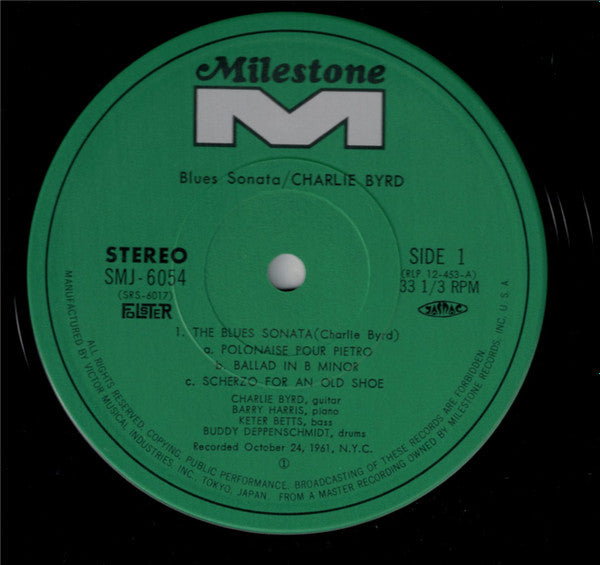 Milestone
M
Blues Sonata/CHARLIE BYRD
STEREO
SMJ-6054
(SRS-6017)
POLSTER
SIDE 1
(RLP. 12-453-A)
33 1/3 RPM
JASRAC
1. THE BLUES SONATA (Charlie Byrd)
a. POLONAISE POUR PIETRO
b. BALLAD IN B MINOR
c. SCHERZO FOR AN OLD SHOE
CHARLIE BYRD, guitar
BARRY HARRIS, piano
KETER BETTS, bass
BUDDY DEPPENSCHMIDT, drums
Recorded October 24, 1961, N.Y.C.
①
MANUFACTURED BY VICTOR MUSICAL INDUSTRIES, INC., TOKYO, JAPAN. FROM A MASTER RECORDING OWNED BY MILESTONE RECORDS, INC. U.S.A.
ALL RIGHTS RESERVED. COPYING, PUBLIC PERFORMANCE, BROADCASTING OF THESE RECORDS ARE FORBIDDEN.